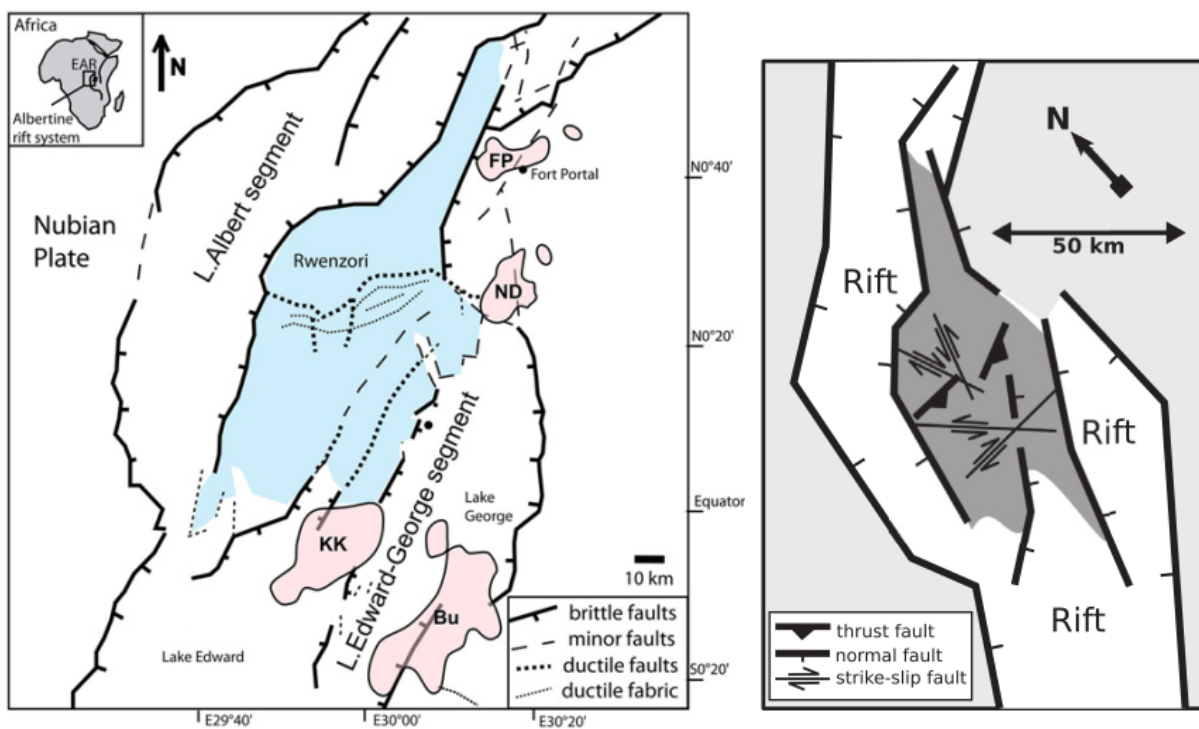 Africa
EAR
Albertine
rift system
N
Nubian
Plate
L.Albert segment
FP
Fort Portal
N0°40'
Rwenzori
ND
N0°20'
L.Edward-George segment
Lake
George
Equator
KK
Bu
10 km
Lake Edward
brittle faults
minor faults
ductile faults
ductile fabric
S0°20'
E29°40'
E30°00'
E30°20'
N
50 km
Rift
Rift
Rift
thrust fault
normal fault
strike-slip fault